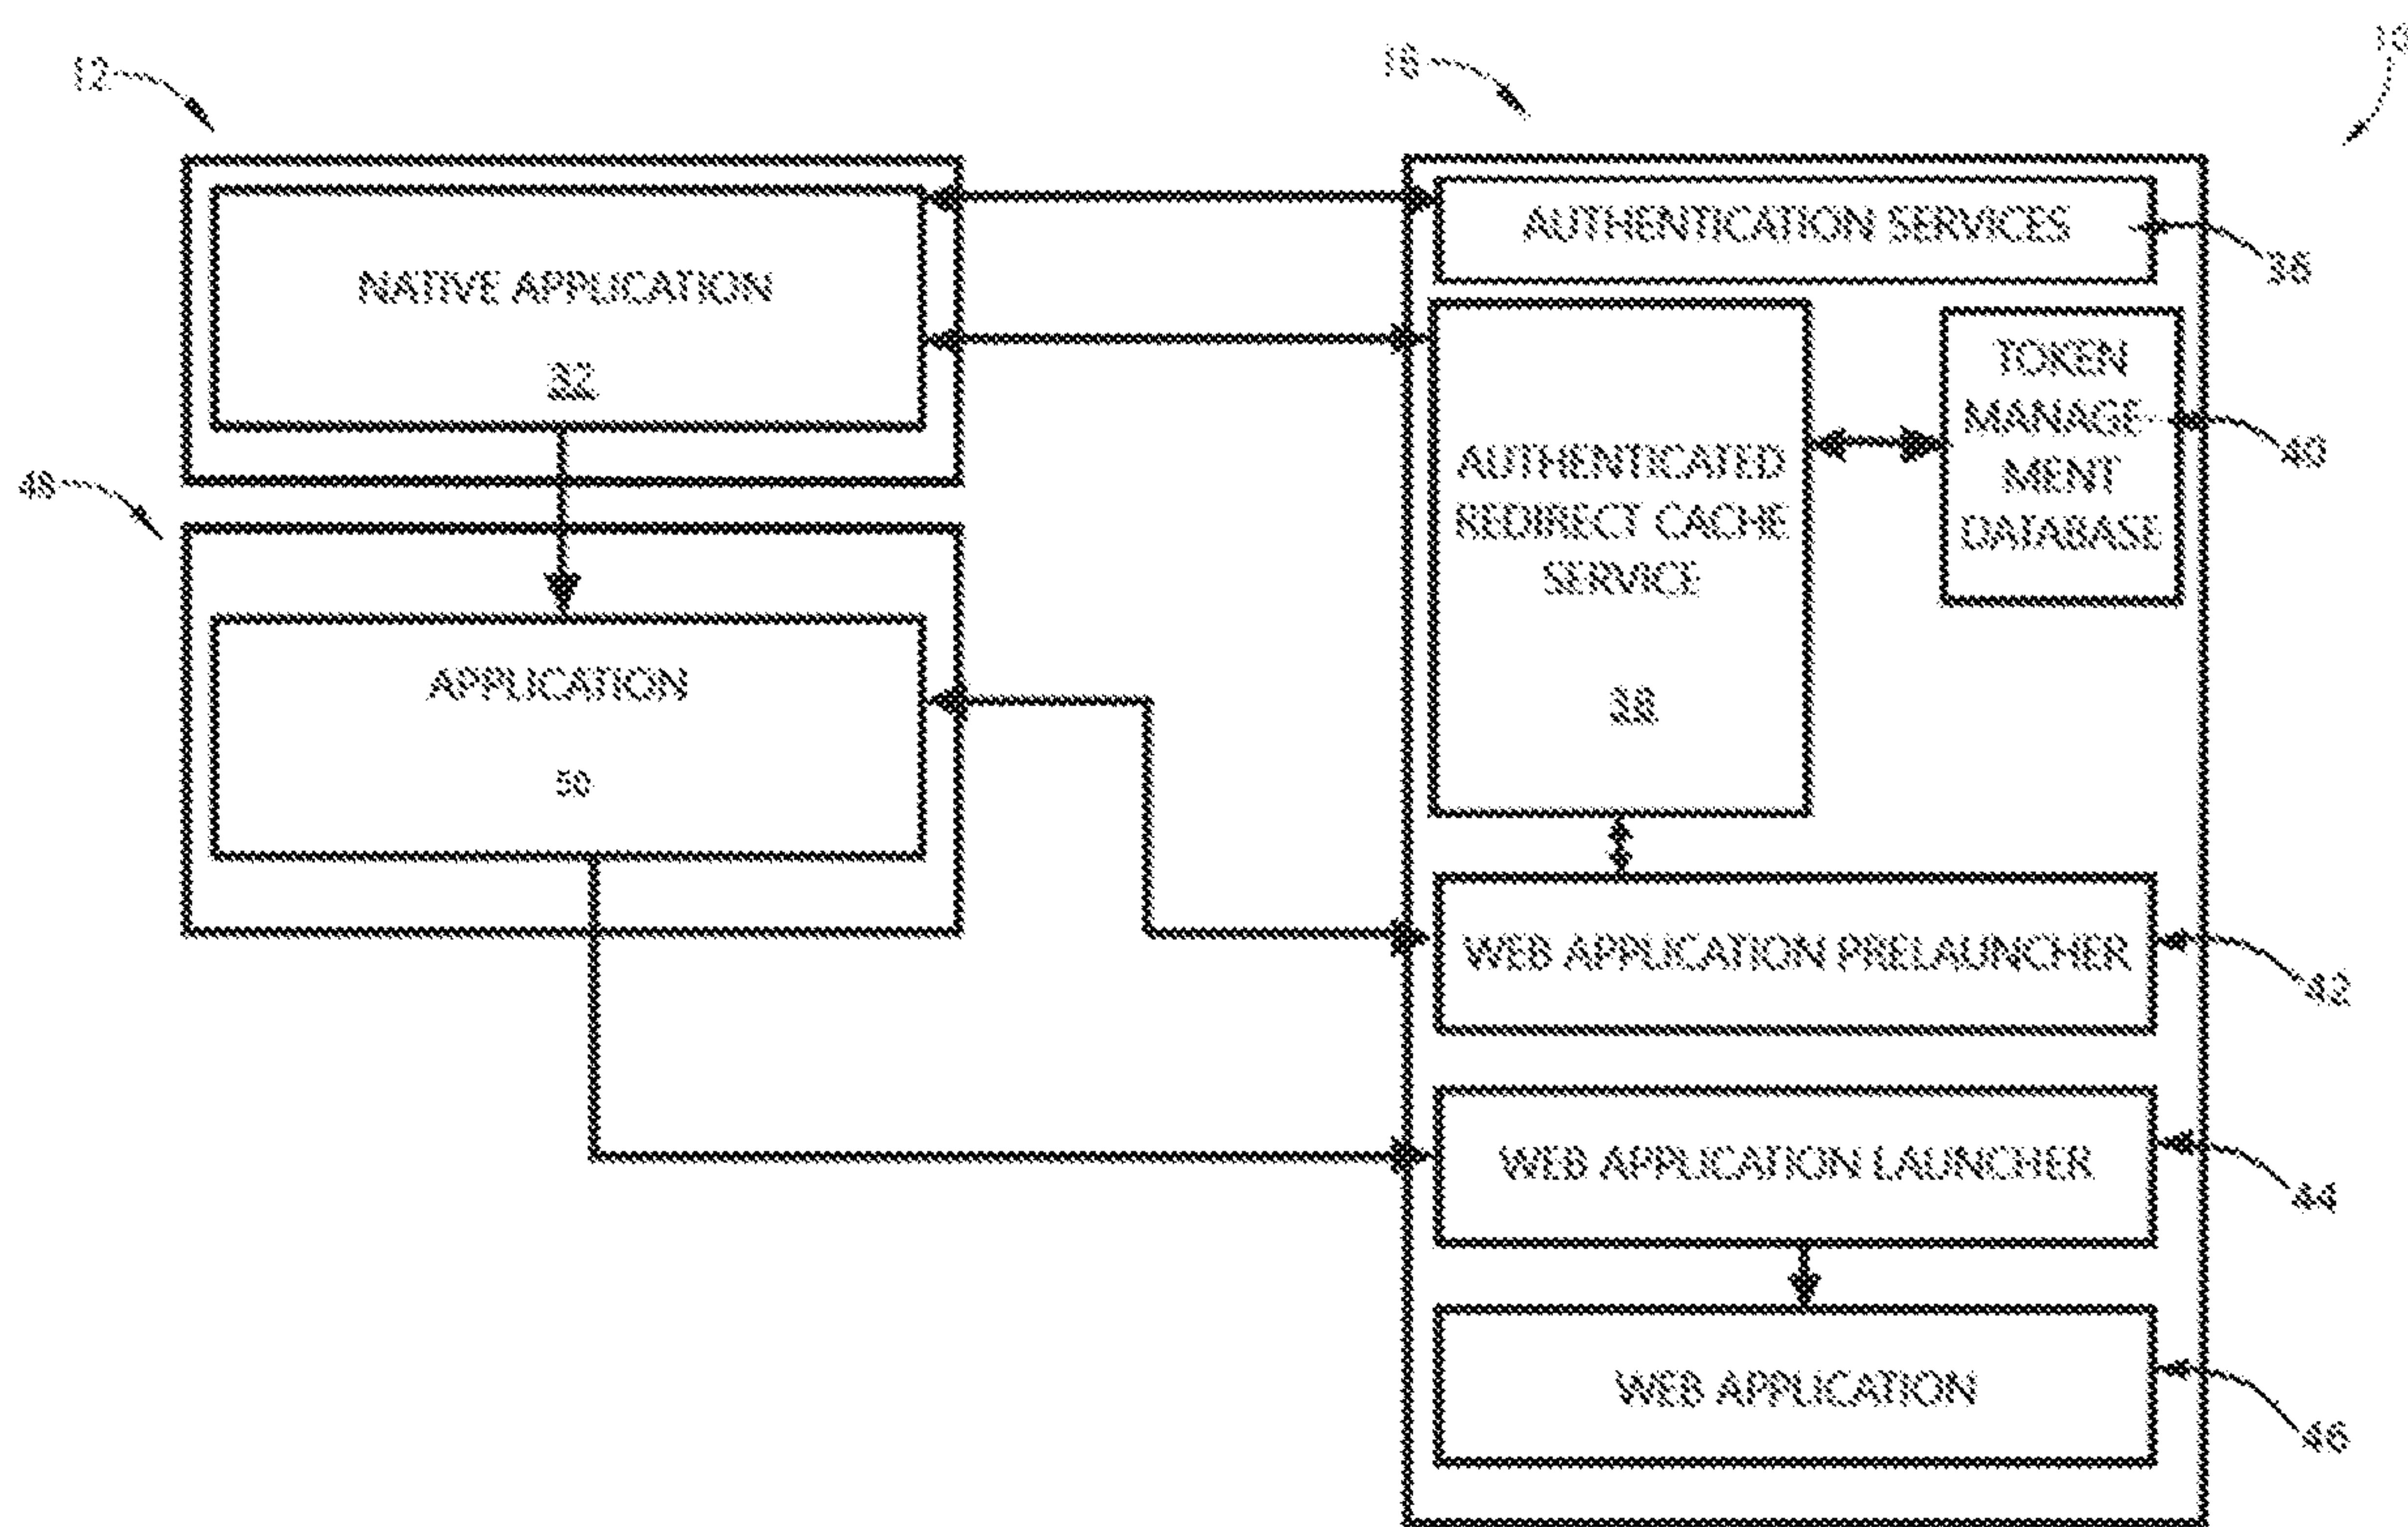 12
NATIVE APPLICATION
32
48
APPLICATION
50
AUTHENTICATION SERVICES
36
AUTHENTICATED
REDIRECT CACHE
SERVICE
38
TOKEN
MANAGE
MENT
DATABASE
40
WEB APPLICATION PRELAUNCHER
42
WEB APPLICATION LAUNCHER
44
WEB APPLICATION
46